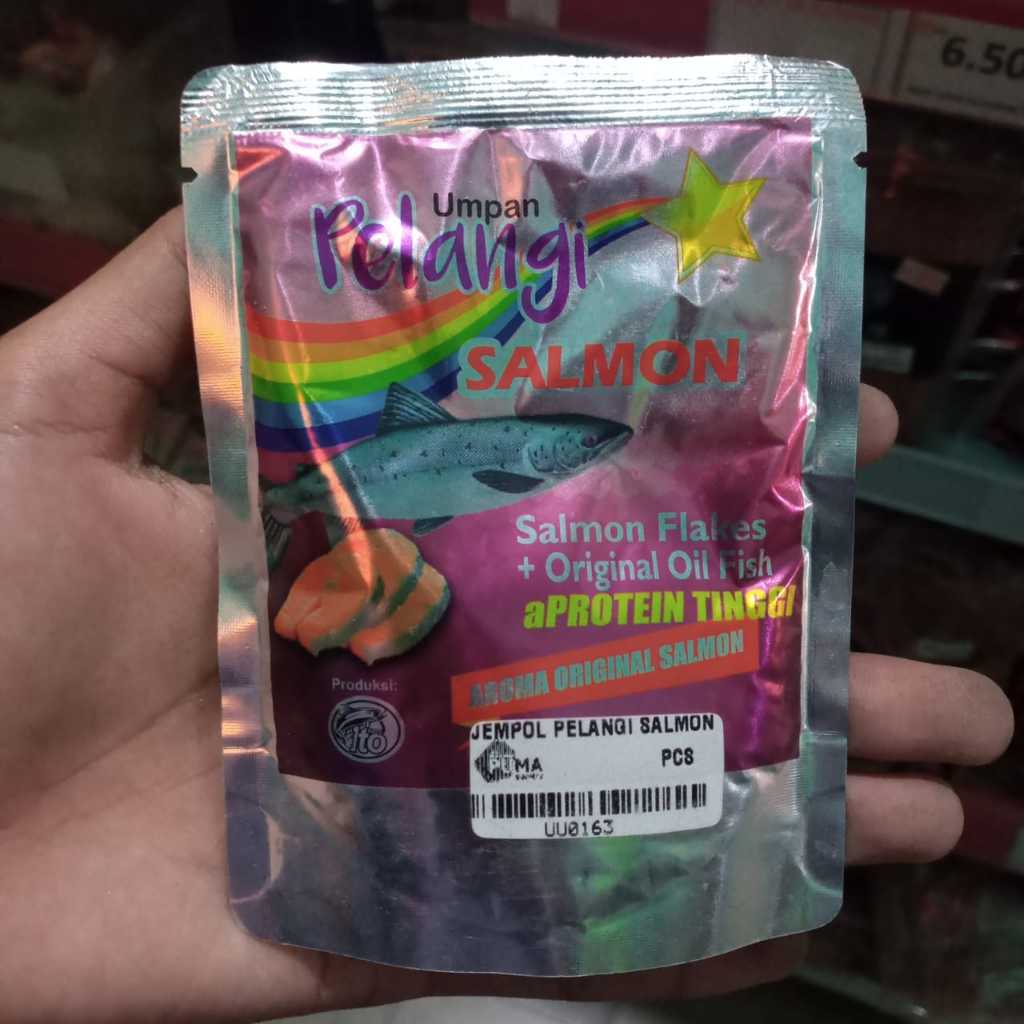 6.50
Umpan
Pelangi
SALMON
Salmon Flakes
+ Original Oil Fish
aPROTEIN TINGGI
AROMA ORIGINAL SALMON
Produksi:
Ito
JEMPOL PELANGI SALMON
PCS
UU0163